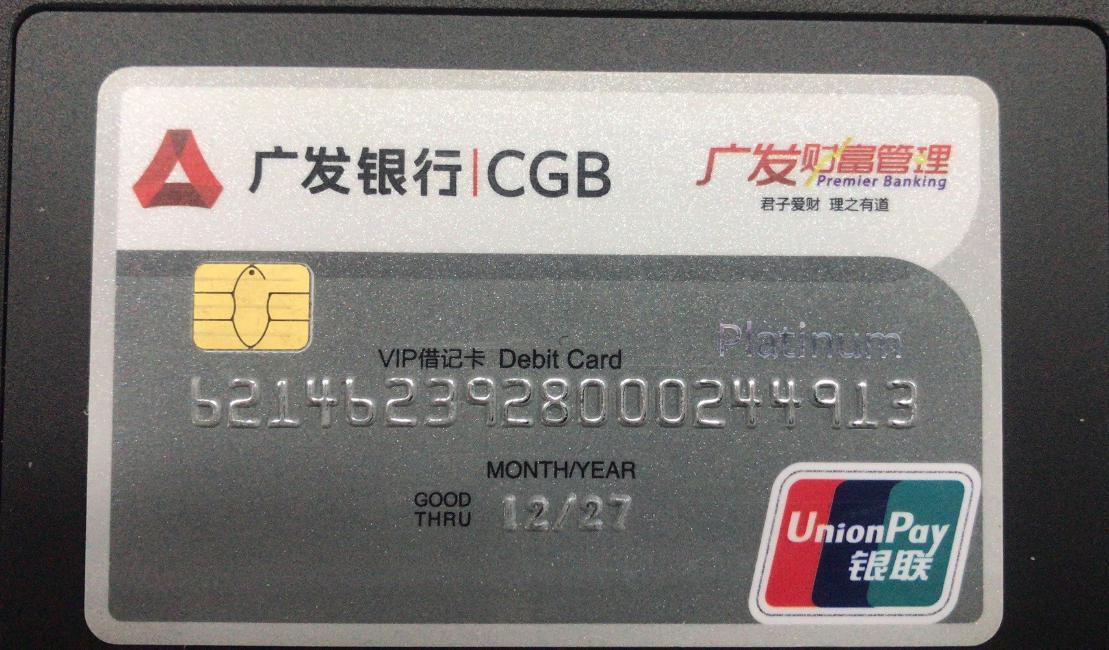 广发银行|CGB
广发财富管理
Premier Banking
君子爱财 理之有道
Platinum
VIP借记卡 Debit Card
6214623928000244913
MONTH/YEAR
GOOD THRU 12/27
UnionPay
银联